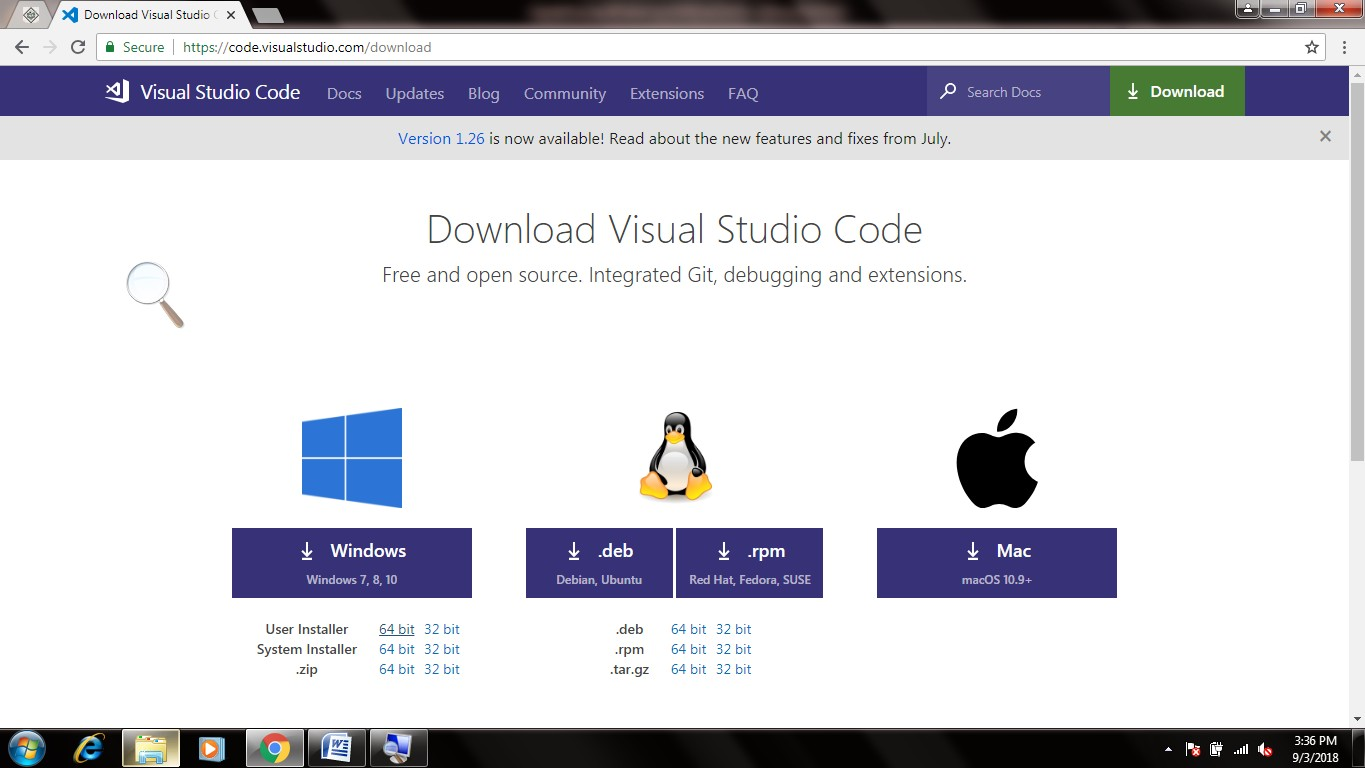 Download Visual Studio C
Secure https://code.visualstudio.com/download
Visual Studio Code Docs Updates Blog Community Extensions FAQ Search Docs Download
Version 1.26 is now available! Read about the new features and fixes from July.
Download Visual Studio Code
Free and open source. Integrated Git, debugging and extensions.
Windows
Windows 7, 8, 10
.deb
Debian, Ubuntu
.rpm
Red Hat, Fedora, SUSE
Mac
macOS 10.9+
User Installer 64 bit 32 bit
System Installer 64 bit 32 bit
.zip 64 bit 32 bit
.deb 64 bit 32 bit
.rpm 64 bit 32 bit
.tar.gz 64 bit 32 bit
3:36 PM
9/3/2018